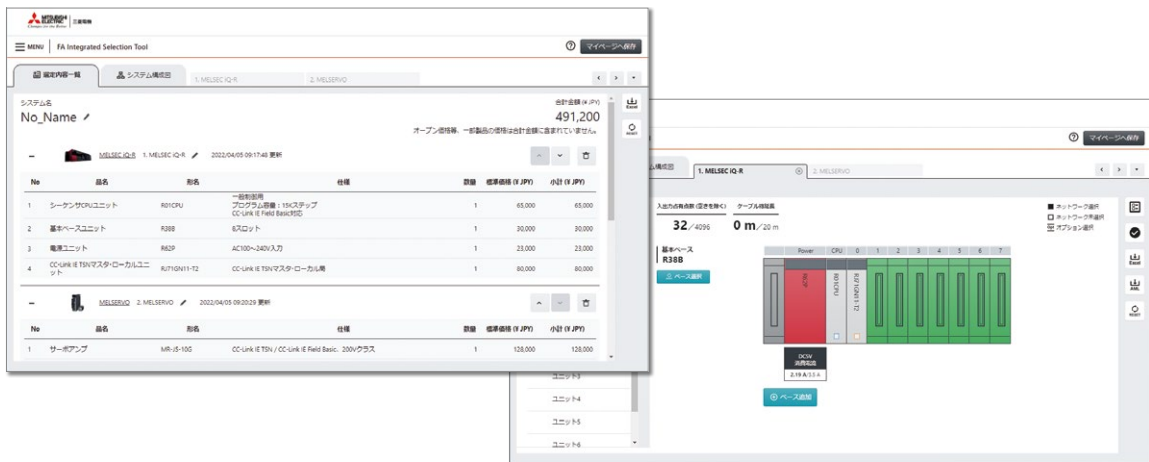 MITSUBISHI
ELECTRIC
Changes for the Better
三菱電機
MENU
FA Integrated Selection Tool
マイページへ保存
選定内容一覧
システム構成図
1. MELSEC iQ-R
2. MELSERVO
システム名
No_Name
合計金額 (¥ JPY)
491,200
オープン価格等、一部製品の価格は合計金額に含まれていません。
Excel
RESET
MELSEC iQ-R 1. MELSEC iQ-R 2022/04/05 09:17:48 更新
No 品名 形名 仕様 数量 標準価格 (¥ JPY) 小計 (¥ JPY)
1 シーケンサCPUユニット R01CPU 一般制御用 1 65,000 65,000
プログラム容量：15Kステップ
CC-Link IE Field Basic対応
2 基本ベースユニット R38B 8スロット 1 30,000 30,000
3 電源ユニット R62P AC100～240V入力 1 23,000 23,000
4 CC-Link IE TSNマスタ・ローカルユニット RJ71GN11-T2 CC-Link IE TSNマスタ・ローカル局 1 80,000 80,000
MELSERVO 2. MELSERVO 2022/04/05 09:20:29 更新
No 品名 形名 仕様 数量 標準価格 (¥ JPY) 小計 (¥ JPY)
1 サーボアンプ MR-J5-10G CC-Link IE TSN / CC-Link IE Field Basic、200Vクラス 1 128,000 128,000
マイページへ保存
ム構成図
1. MELSEC iQ-R
2. MELSERVO
入出力占有点数 (空きを除く)
32/4096
ケーブル総延長
0 m/20 m
ネットワーク選択
ネットワーク未選択
オプション選択
基本ベース
R38B
ベース選択
Power CPU 0 1 2 3 4 5 6 7
R62P
R01CPU
RJ71GN11-T2
DC5V
消費電流
2.19 A/3.5 A
ベース追加
Excel
XML
RESET
ユニット3
ユニット4
ユニット5
ユニット6